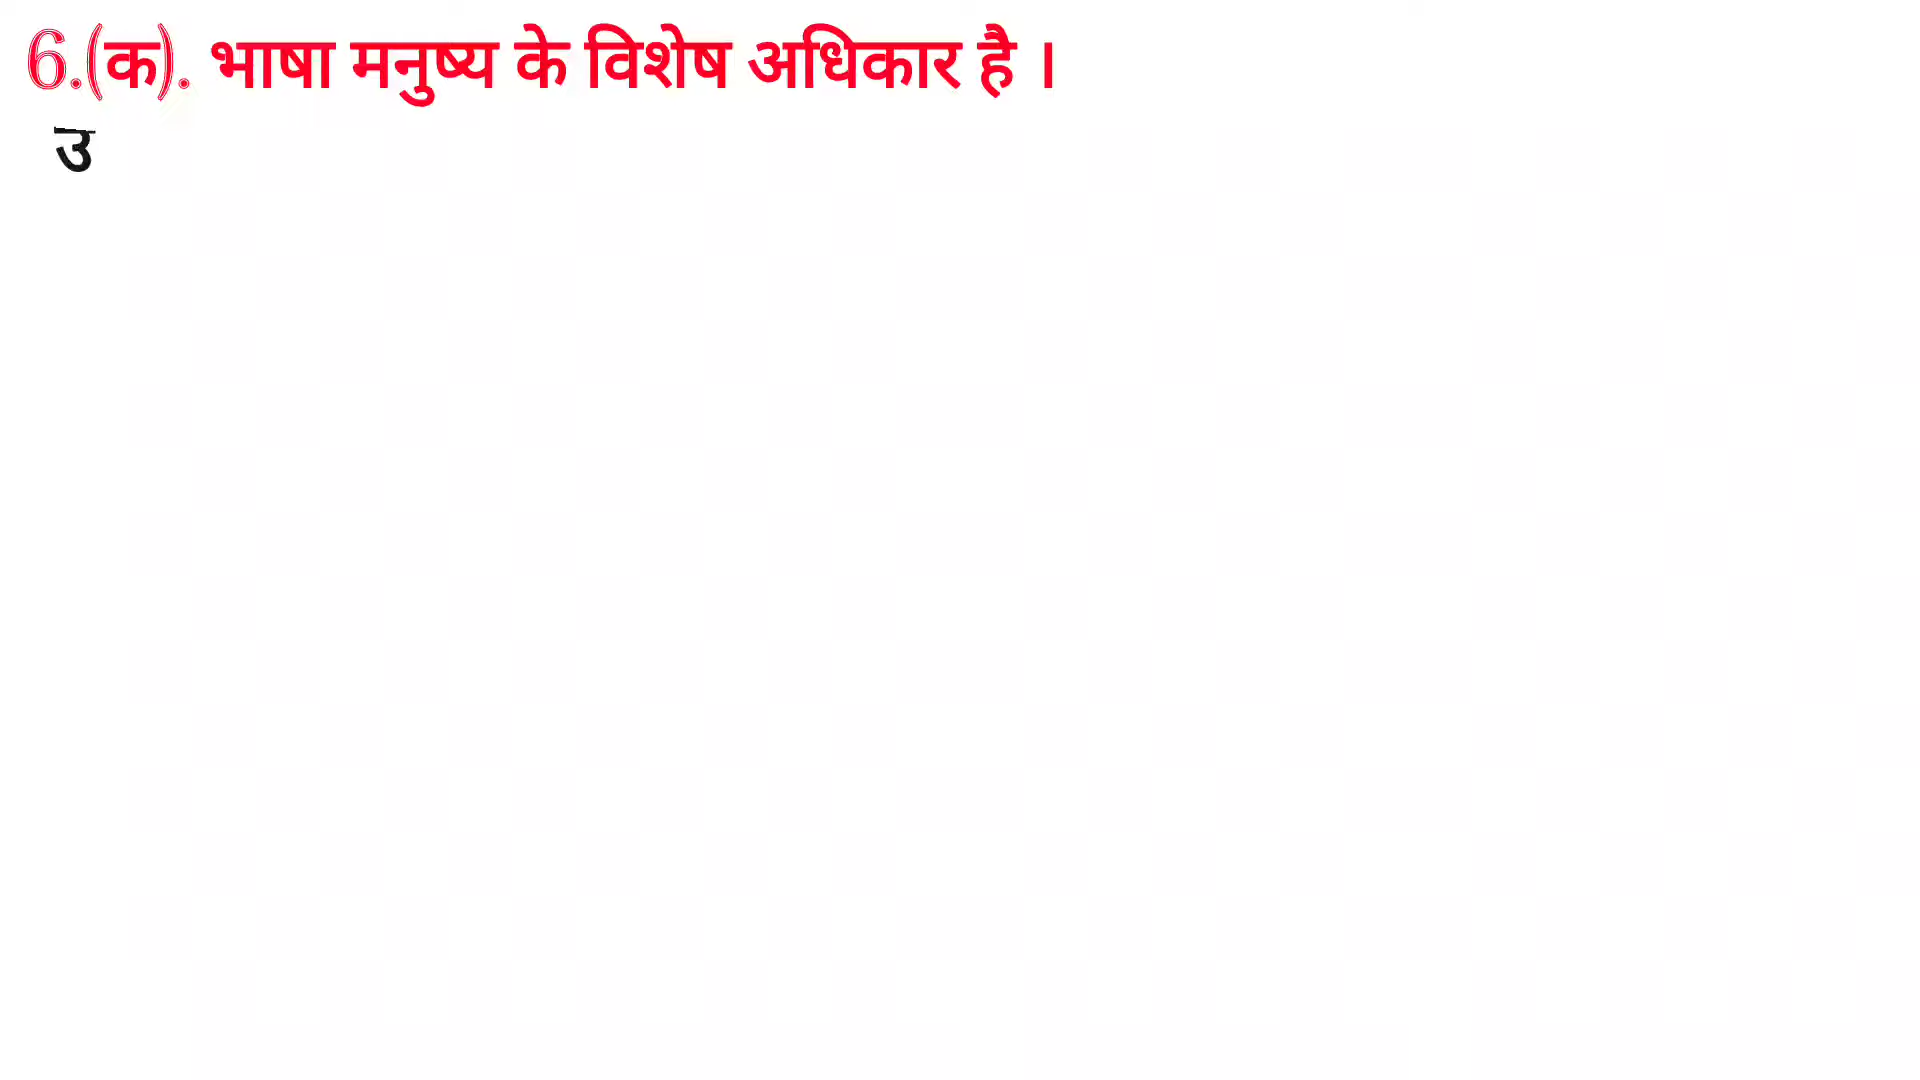 6.(क). भाषा मनुष्य के विशेष अधिकार है ।
उ